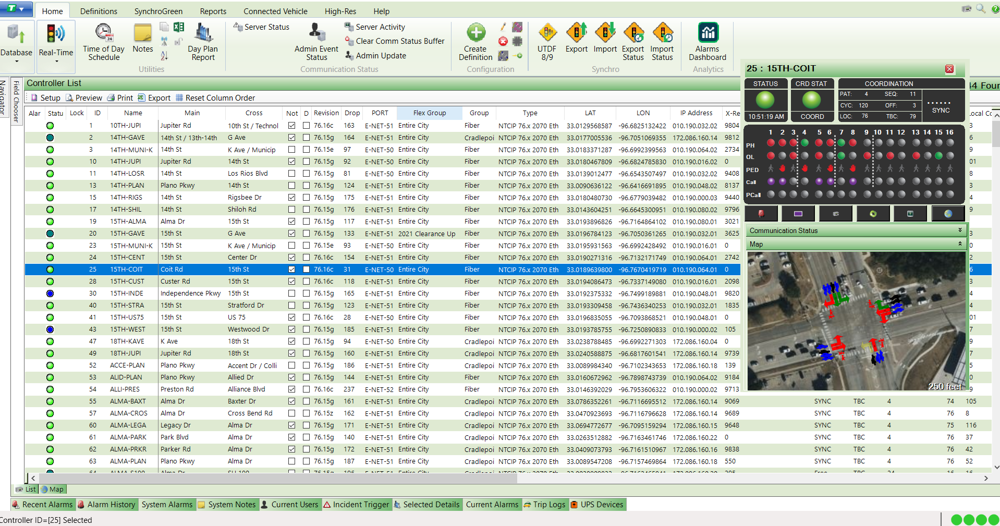 Home Definitions SynchroGreen Reports Connected Vehicle High-Res Help
Database Real-Time Time of Day Schedule Notes Day Plan Report
Utilities
Server Status
Admin Event Status
Server Activity
Clear Comm Status Buffer
Admin Update
Communication Status
Create Definition
Configuration
UTDF 8/9 Export Import Export Status Import Status
Synchro
Alarms Dashboard
Analytics
Navigator
Field Chooser
Controller List
Setup Preview Print Export Reset Column Order
Alar Statu Lock ID Name Main Cross Not D Revision Drop PORT Flex Group Group Type LAT LON IP Address X-Re
1 10TH-JUPI Jupiter Rd 10th St / Technol 76.16c 163 E-NET-51 Entire City Fiber NTCIP 76.x 2070 Eth 33.0129568587 -96.6825132422 010.190.032.02 9804
2 14TH-GAVE 14th St / 13th-14th G Ave 76.15g 164 E-NET-51 Entire City Cradlepoi NTCIP 76.x 2070 Eth 33.0177005536 -96.7051069355 172.086.160.14 9812
3 14TH-MUNI-K 14th St K Ave / Municip 76.15e 97 E-NET-50 Entire City Fiber NTCIP 76.x 2070 Eth 33.0183371287 -96.6992399563 010.190.064.02 2734
10 14TH-JUPI Jupiter Rd 14th St 76.15g 92 E-NET-50 Entire City Fiber NTCIP 76.x 2070 Eth 33.0180467809 -96.6824785830 010.190.016.02 0
11 14TH-LOSR 14th St Los Rios Blvd 76.15g 81 E-NET-50 Entire City Fiber NTCIP 76.x 2070 Eth 33.0139012477 -96.6543507497 010.190.032.02 9408
13 14TH-PLAN Plano Pkwy 14th St 76.15g 124 E-NET-51 Entire City Fiber NTCIP 76.x 2070 Eth 33.0090636122 -96.6416691895 010.190.048.02 8137
15 14TH-RIGS 14th St Rigsbee Dr 76.15g 175 E-NET-51 Entire City Fiber NTCIP 76.x 2070 Eth 33.0180480730 -96.6779039482 010.190.000.03 9440
17 14TH-SHIL 14th St Shiloh Rd 76.15g 176 E-NET-51 Entire City Fiber NTCIP 76.x 2070 Eth 33.0143604251 -96.6645300951 010.190.080.02 9796
19 15TH-ALMA Alma Dr 15th St 76.15g 117 E-NET-51 Entire City Fiber NTCIP 76.x 2070 Eth 33.0193896826 -96.7164864102 010.190.080.01 3021
20 15TH-GAVE 15th St G Ave 76.15g 133 E-NET-51 2021 Clearance Up Fiber NTCIP 76.x 2070 Eth 33.0196784123 -96.7050361265 010.190.032.01 3625
23 15TH-MUNI-K 15th St K Ave / Municip 76.15e 93 E-NET-50 Entire City Fiber NTCIP 76.x 2070 Eth 33.0195931563 -96.6992428492 010.190.016.01 0
24 15TH-CENT 15th St Center Dr 76.16c 154 E-NET-51 Entire City Fiber NTCIP 76.x 2070 Eth 33.0190271316 -96.7132171749 010.190.064.01 2742
25 15TH-COIT Coit Rd 15th St 76.16c 31 E-NET-50 Entire City Fiber NTCIP 76.x 2070 Eth 33.0189639800 -96.7670419719 010.190.064.01 0
28 15TH-CUST Custer Rd 15th St 76.16c 118 E-NET-51 Entire City Fiber NTCIP 76.x 2070 Eth 33.0194086473 -96.7337149080 010.190.016.01 2098
30 15TH-INDE Independence Pkwy 15th St 76.15g 165 E-NET-51 Entire City Fiber NTCIP 76.x 2070 Eth 33.0192375332 -96.7499189881 010.190.048.01 9820
40 15TH-STRA 15th St Stratford Dr 76.15g 123 E-NET-51 Entire City Fiber NTCIP 76.x 2070 Eth 33.0193309458 -96.7436340253 010.190.032.01 1835
41 15TH-US75 15th St US 75 76.16c 28 E-NET-50 Entire City Fiber NTCIP 76.x 2070 Eth 33.0196835055 -96.7093868521 010.190.048.01 0
43 15TH-WEST 15th St Westwood Dr 76.15g 185 E-NET-51 Entire City Fiber NTCIP 76.x 2070 Eth 33.0193785755 -96.7250890833 010.190.000.02 105
47 18TH-KAVE K Ave 18th St 76.15g 94 E-NET-50 Entire City Cradlepoi NTCIP 76.x 2070 Eth 33.0238788485 -96.6992271303 172.086.160.04 0
49 18TH-JUPI Jupiter Rd 18th St 76.15g 160 E-NET-51 Entire City Cradlepoi NTCIP 76.x 2070 Eth 33.0240588875 -96.6817601541 172.086.160.14 9739
52 ACCE-PLAN Plano Pkwy Accent Dr / Colli 76.15g 186 E-NET-51 Entire City Cradlepoi NTCIP 76.x 2070 Eth 33.0089984340 -96.7102343653 172.086.160.18 139
53 ALID-PLAN Plano Pkwy Allied Dr 76.15g 144 E-NET-51 Entire City Fiber NTCIP 76.x 2070 Eth 33.0160672962 -96.7898743739 010.190.064.02 9184
54 ALLI-PRES Preston Rd Alliance Blvd 76.16c 237 E-NET-52 Entire City Fiber NTCIP 76.x 2070 Eth 33.0146392029 -96.7953606322 010.190.000.02 9713
55 ALMA-BAXT Alma Dr Baxter Dr 76.15g 161 E-NET-51 Entire City Cradlepoi NTCIP 76.x 2070 Eth 33.0786352261 -96.7116695512 172.086.160.14 9069 SYNC TBC 4 74 105
57 ALMA-CROS Alma Dr Cross Bend Rd 76.15z 162 E-NET-51 Entire City Cradlepoi NTCIP 76.x 2070 Eth 33.0470923693 -96.7116796628 172.086.160.14 9689 SYNC TBC 4 76 8
60 ALMA-LEGA Legacy Dr Alma Dr 76.15g 171 E-NET-51 Entire City Cradlepoi NTCIP 76.x 2070 Eth 33.0694772677 -96.7095159294 172.086.160.15 9648 SYNC TBC 4 75 116
61 ALMA-PARK Park Blvd Alma Dr 76.15g 140 E-NET-51 Entire City Cradlepoi NTCIP 76.x 2070 Eth 33.0263512882 -96.7163461746 172.086.160.22 0 SYNC TBC 4 76 37
62 ALMA-PRKR Parker Rd Alma Dr 76.15g 172 E-NET-51 Entire City Cradlepoi NTCIP 76.x 2070 Eth 33.0409073793 -96.7161510967 172.086.160.16 9838 SYNC TBC 4 76 42
63 ALMA-PLAN Plano Pkwy Alma Dr 76.15g 187 E-NET-51 Entire City Cradlepoi NTCIP 76.x 2070 Eth 33.0089547208 -96.7157469864 172.086.160.18 550 SYNC TBC 4 76 52
25 : 15TH-COIT
STATUS CRD STAT COORDINATION
PAT: 4 SEQ: 11
CYC: 120 OFF: 3
LOC: 76 TBC: 79
SYNC
10:51:19 AM COORD
1 2 3 4 5 6 7 8 9 10 11 12 13 14 15 16
PH
OL
PED
Call
PCall
Communication Status
Map
250 feet
44 Foun
List Map
Recent Alarms Alarm History System Alarms System Notes Current Users Incident Trigger Selected Details Current Alarms Trip Logs UPS Devices
Controller ID=[25] Selected